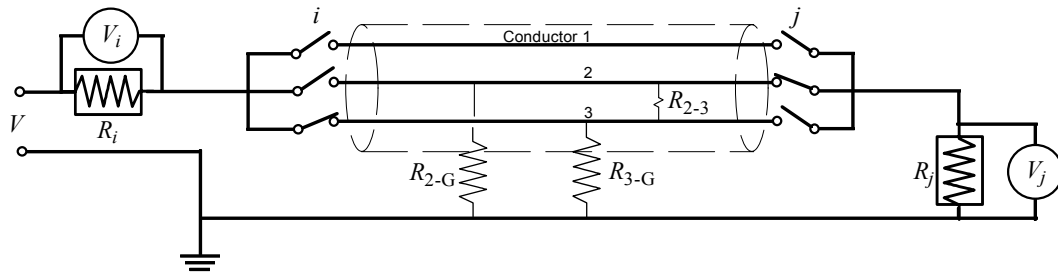 i
j
V_i
Conductor 1
2
R_2-3
V
R_i
3
R_2-G
R_3-G
R_j
V_j